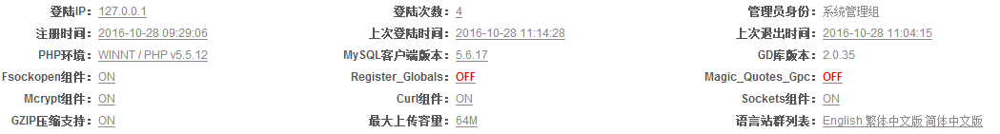 登陆IP： 127.0.0.1 登陆次数： 4 管理员身份： 系统管理组
注册时间： 2016-10-28 09:29:06 上次登陆时间： 2016-10-28 11:14:28 上次退出时间： 2016-10-28 11:04:15
PHP环境： WINNT / PHP v5.5.12 MySQL客户端版本： 5.6.17 GD库版本： 2.0.35
Fsockopen组件： ON Register_Globals： OFF Magic_Quotes_Gpc： OFF
Mcrypt组件： ON Curl组件： ON Sockets组件： ON
GZIP压缩支持： ON 最大上传容量： 64M 语言站群列表： English 繁体中文版 简体中文版